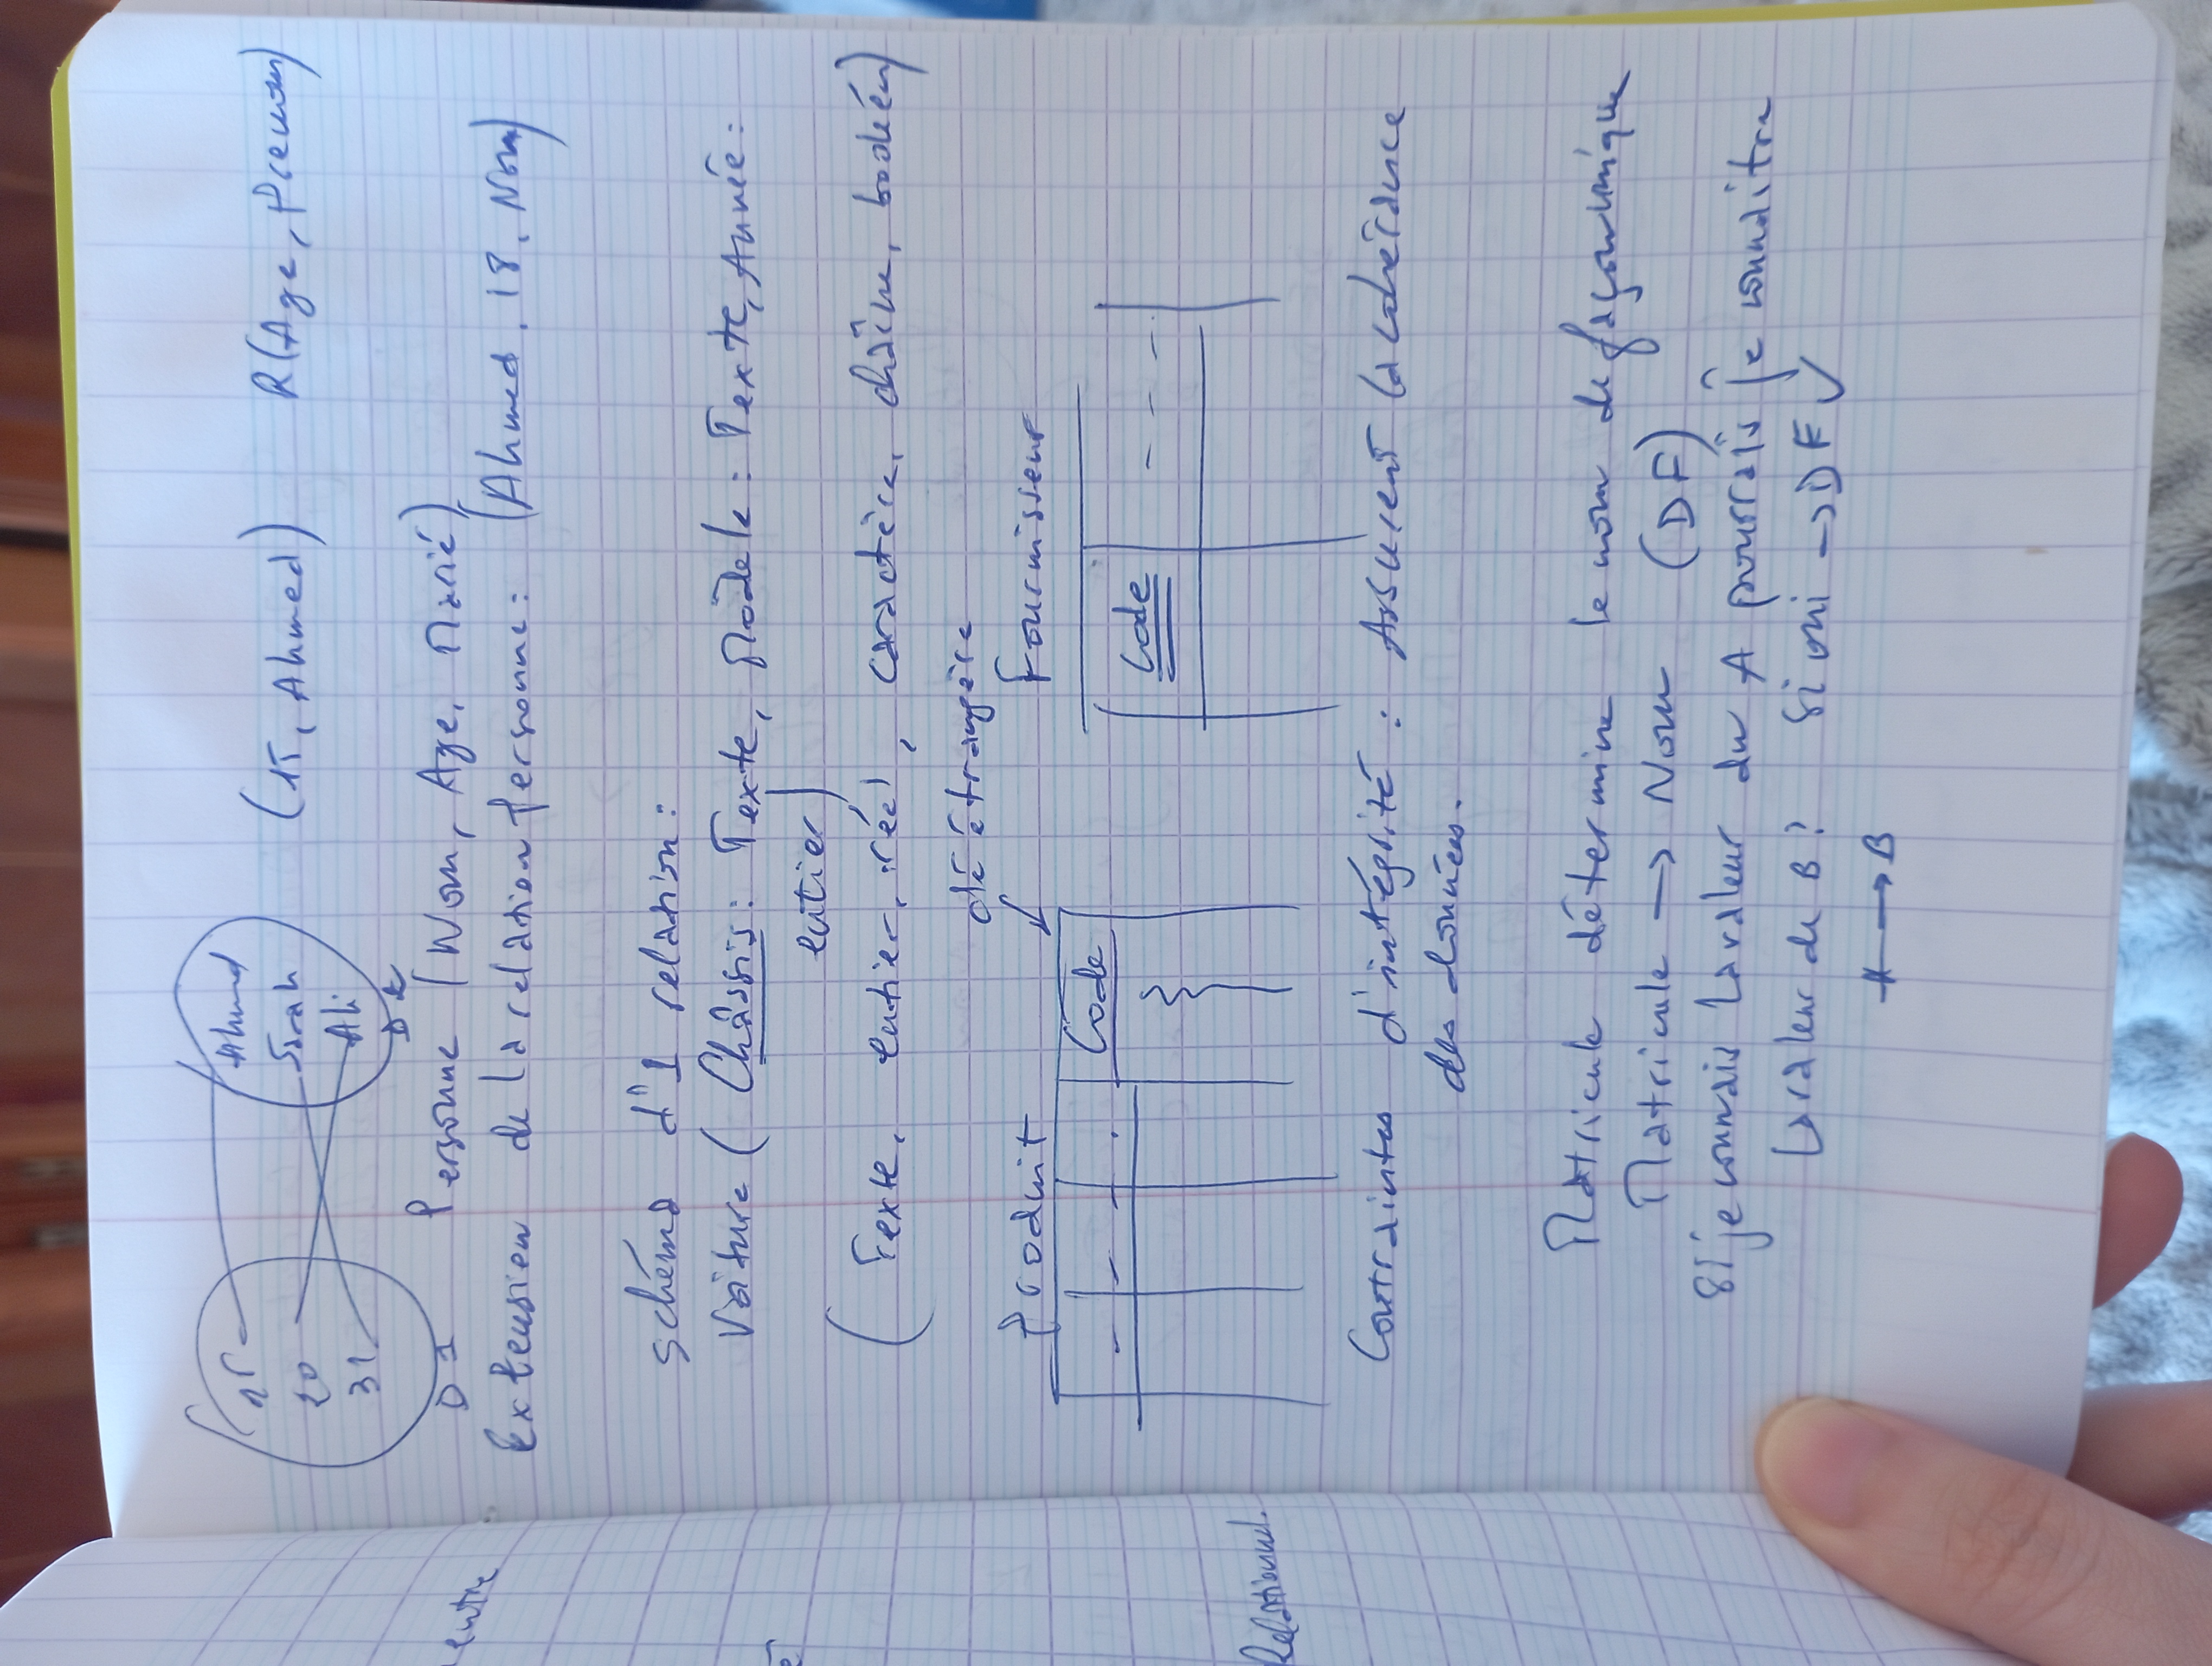 15 Ahmed (15, Ahmed) R(Age, Prenom)
20 Sarah
31 Ali
D1 D2
Personne (Nom, Age, Marié)
Extension de la relation Personne : (Ahmed, 18, Non)
Schéma d'1 relation :
Voiture (Châssis : Texte, Modèle : Texte, Année :
entier)
(Texte, entier, réel, caractère, chaîne, booléen)
clé étrangère
Produit Fournisseur
Code
Code
Contraintes d'intégrité : Assurent la cohérance
des données.
Matricule détermine le nom de façon unique
Matricule → Nom (DF)
Si je connais la valeur du A pourrais je connaître
la valeur de B ? Si oui → DF ✓
A → B
entre
Relationnel.